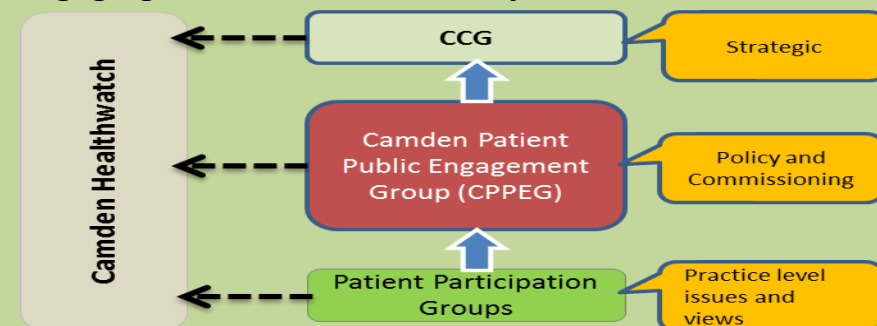 Camden Healthwatch
CCG
Strategic
Camden Patient
Public Engagement
Group (CPPEG)
Policy and
Commissioning
Patient Participation
Groups
Practice level
issues and
views